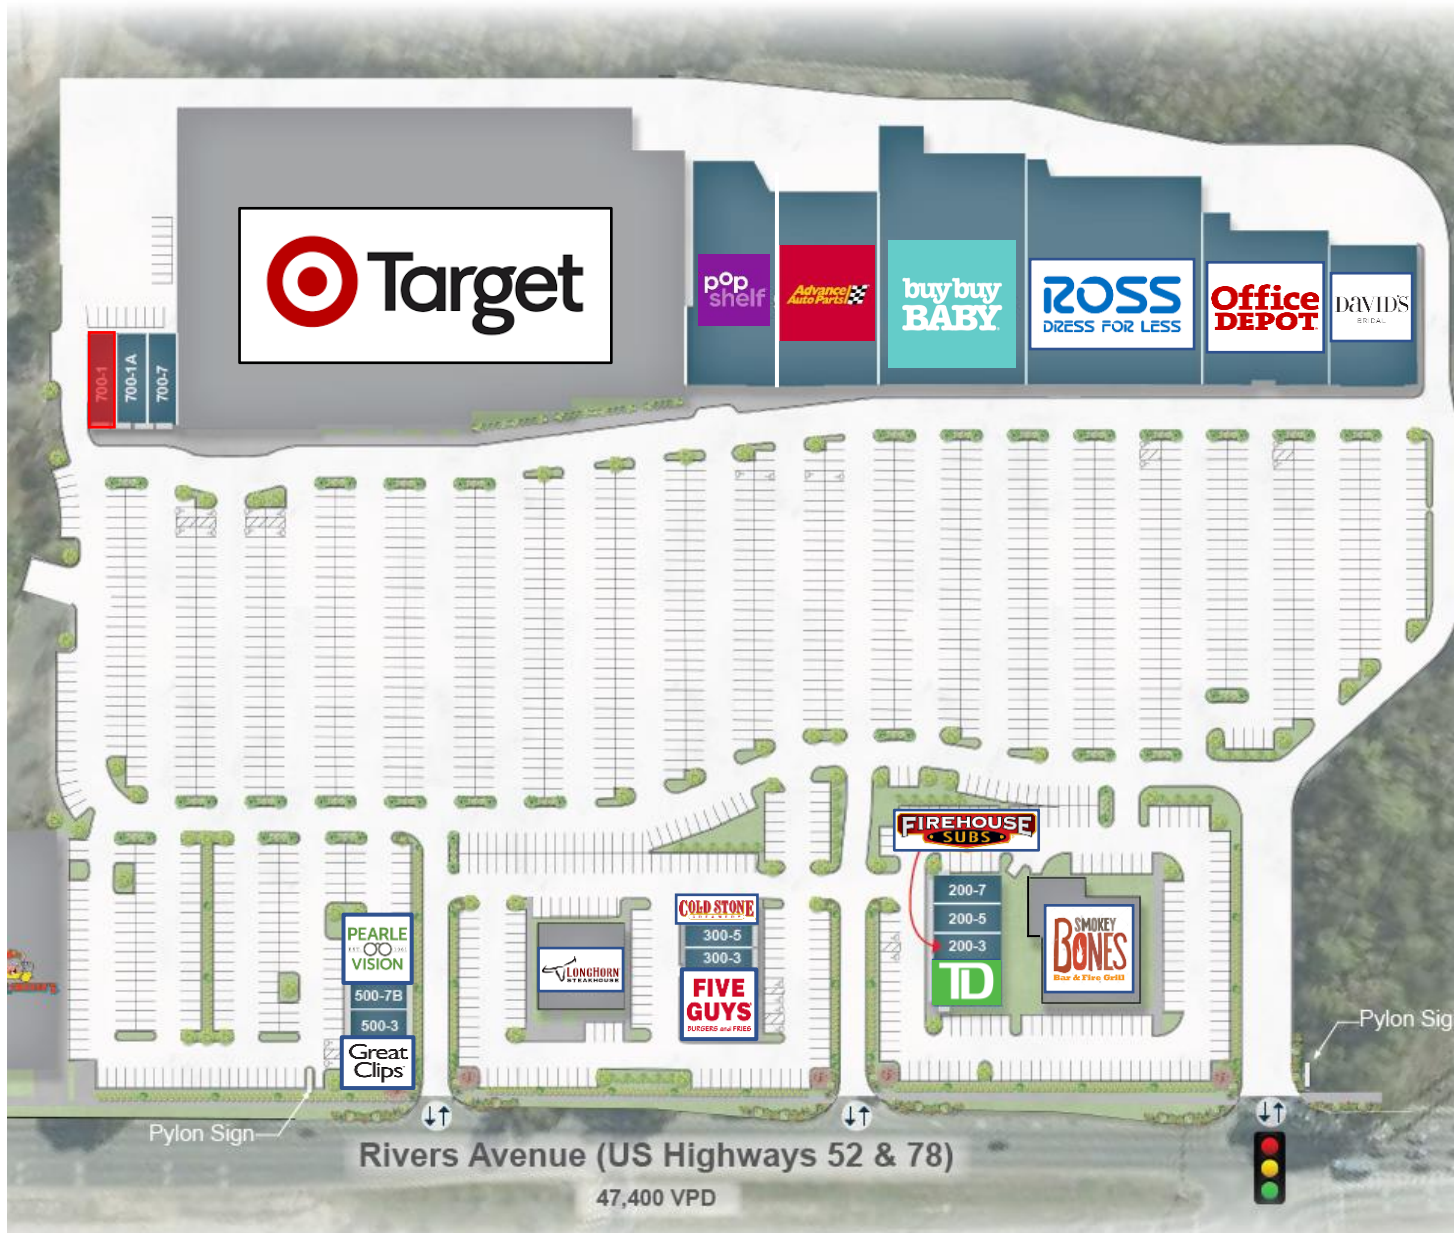 Target
pop
shelf
Advance
Auto Parts
buybuy
BABY
ROSS
DRESS FOR LESS
Office
DEPOT
DAVID'S
BRIDAL
700-1
700-1A
700-7
FIREHOUSE
SUBS
200-7
200-5
200-3
TD
SMOKEY
BONES
Bar & Fire Grill
COLD STONE
300-5
300-3
FIVE
GUYS
BURGERS and FRIES
LONGHORN
STEAKHOUSE
PEARLE
EST. 1961
VISION
500-7B
500-3
Great
Clips
Pylon Sig
Pylon Sign
Rivers Avenue (US Highways 52 & 78)
47,400 VPD